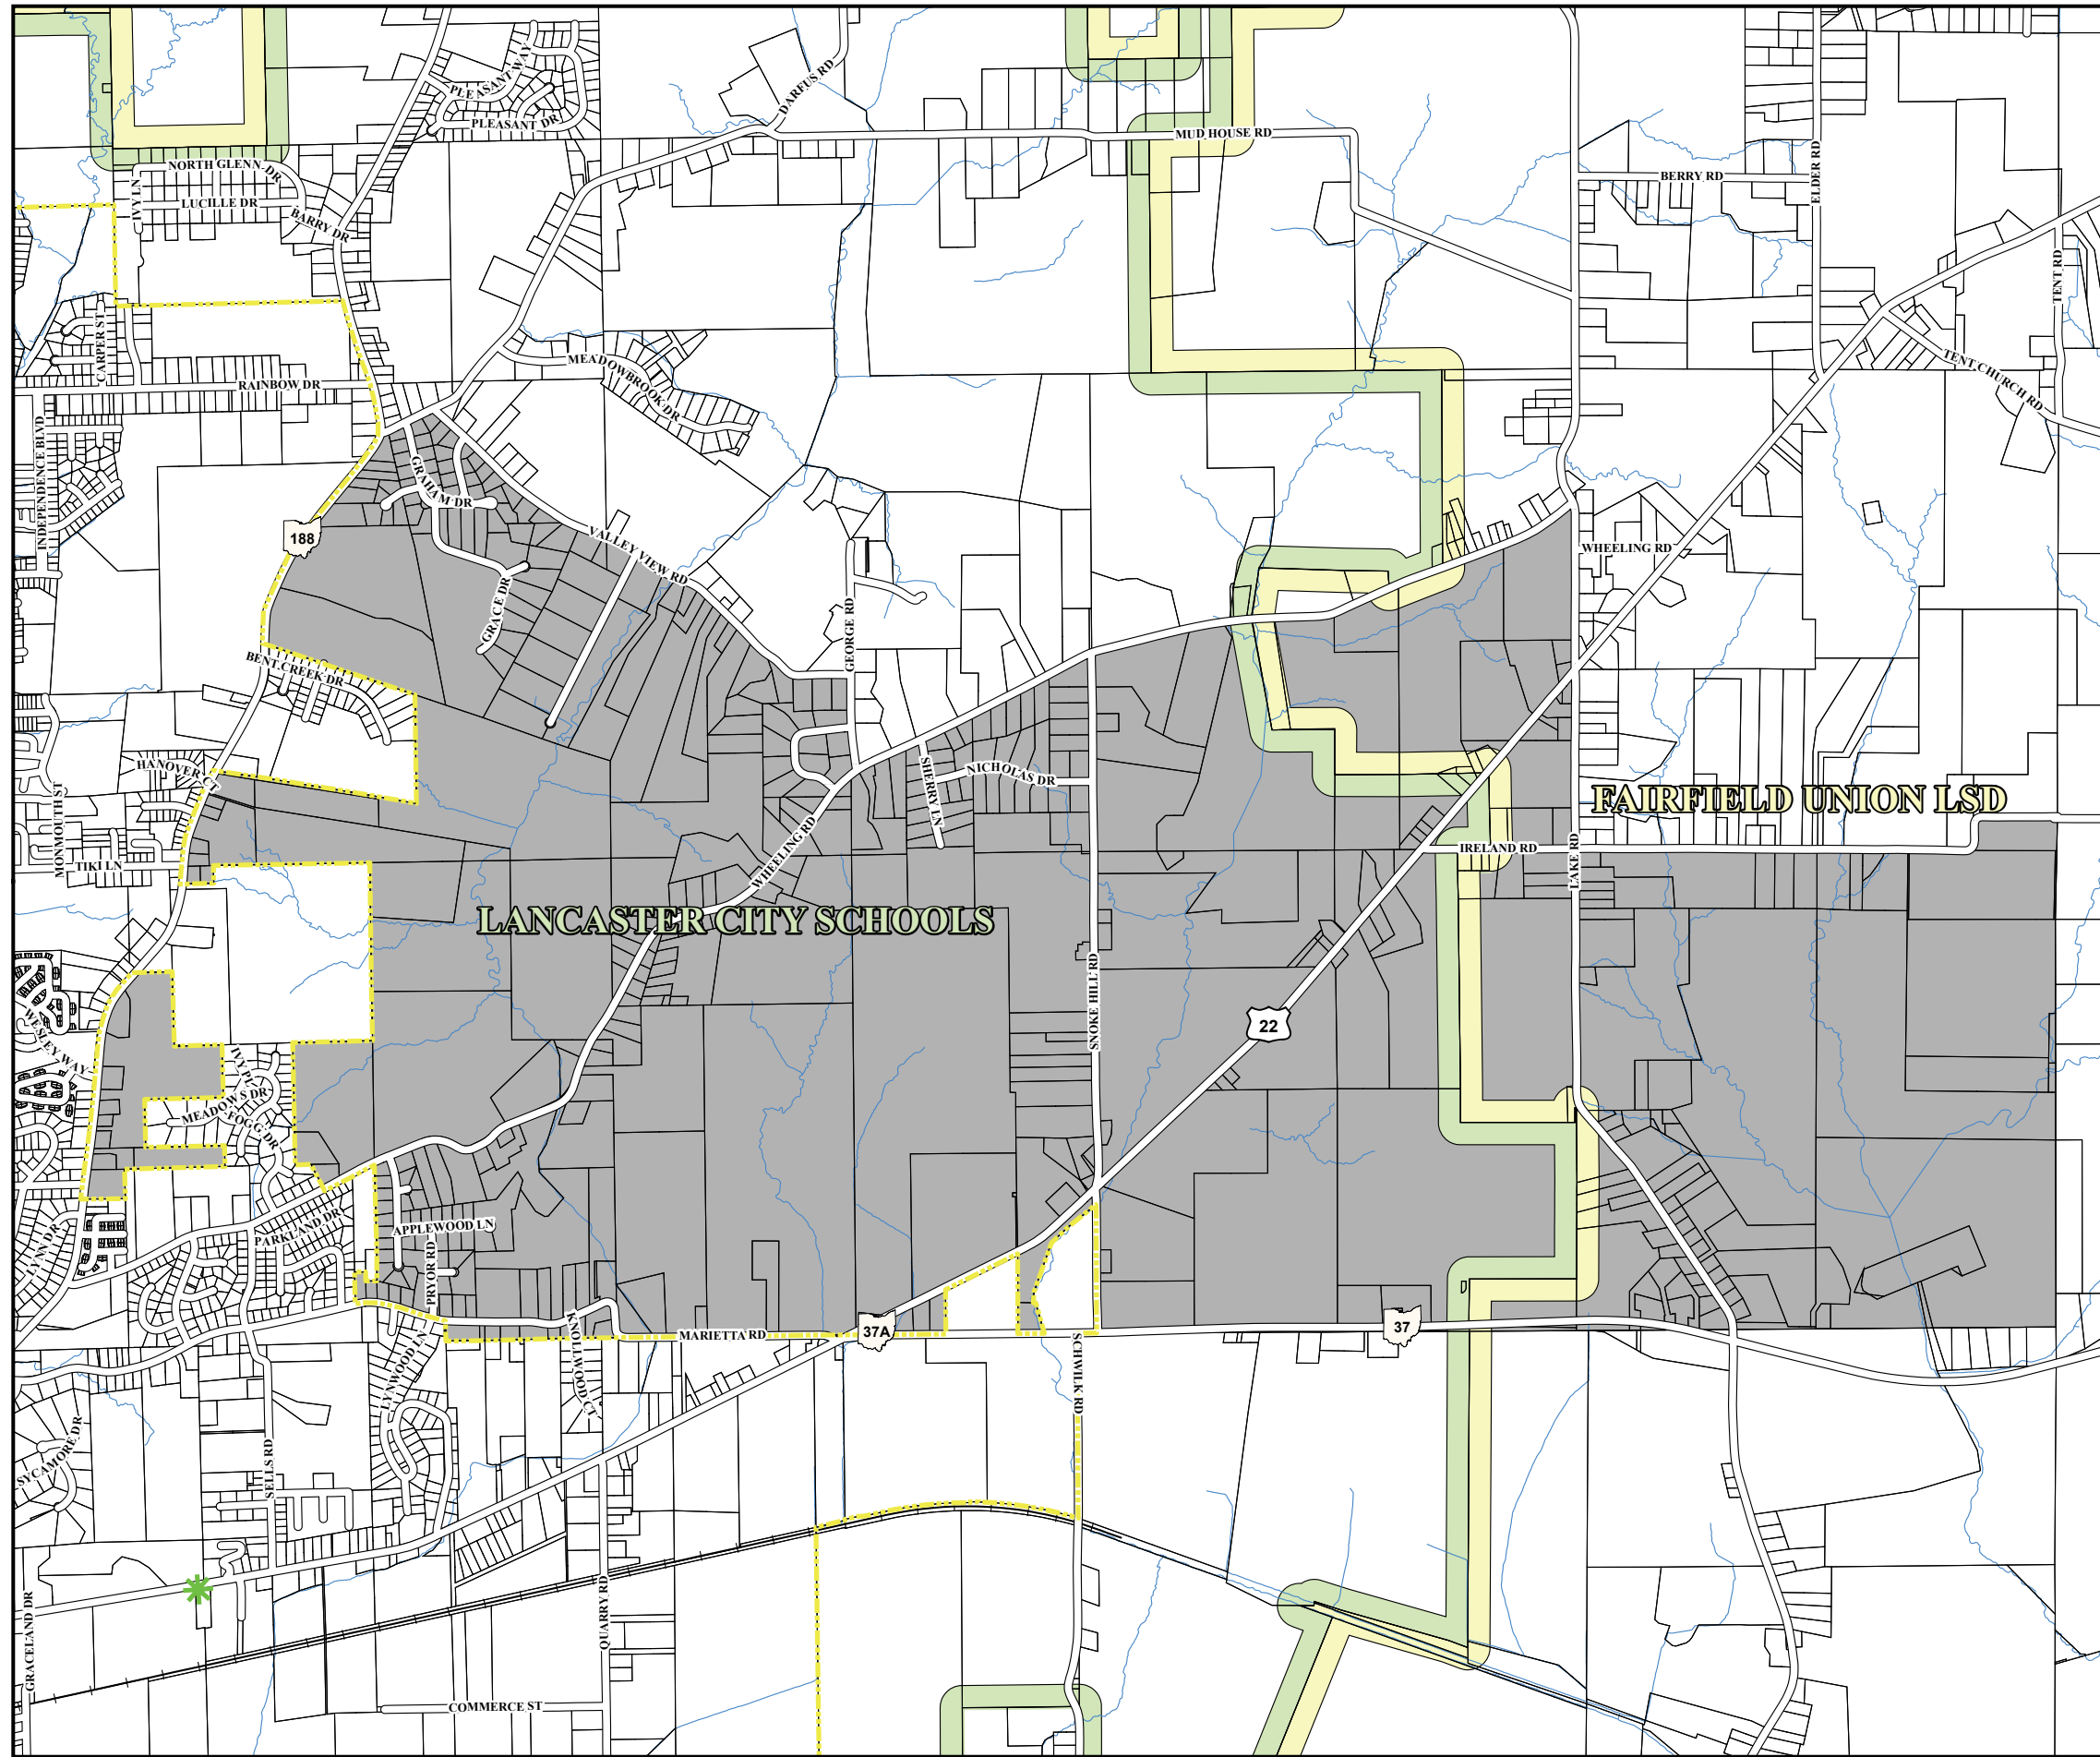 PLEASANT WAY
PLEASANT DR
DARFUS RD
MUD HOUSE RD
BERRY RD
ELDER RD
NORTH GLENN DR
IVY LN
LUCILLE DR
BARRY DR
TENT RD
CARPER ST
RAINBOW DR
MEADOWBROOK DR
TENT CHURCH RD
INDEPENDENCE BLVD
GRAHAM DR
188
VALLEY VIEW RD
WHEELING RD
GRACE DR
GEORGE RD
BENT CREEK DR
HANOVER CT
SHERRY LN
NICHOLAS DR
FAIRFIELD UNION LSD
MONMOUTH ST
TIKI LN
WHEELING RD
IRELAND RD
LAKE RD
LANCASTER CITY SCHOOLS
SNOKE HILL RD
22
WESLEY WAY
IVY PL
MEADOWS DR
FOGG DR
LYNN DR
PARKLAND DR
APPLEWOOD LN
PRYOR RD
KNOLLWOOD CT
MARIETTA RD
37A
37
SCHWILK RD
LYNWOOD LN
SYCAMORE DR
SELLS RD
QUARRY RD
GRACELAND DR
COMMERCE ST